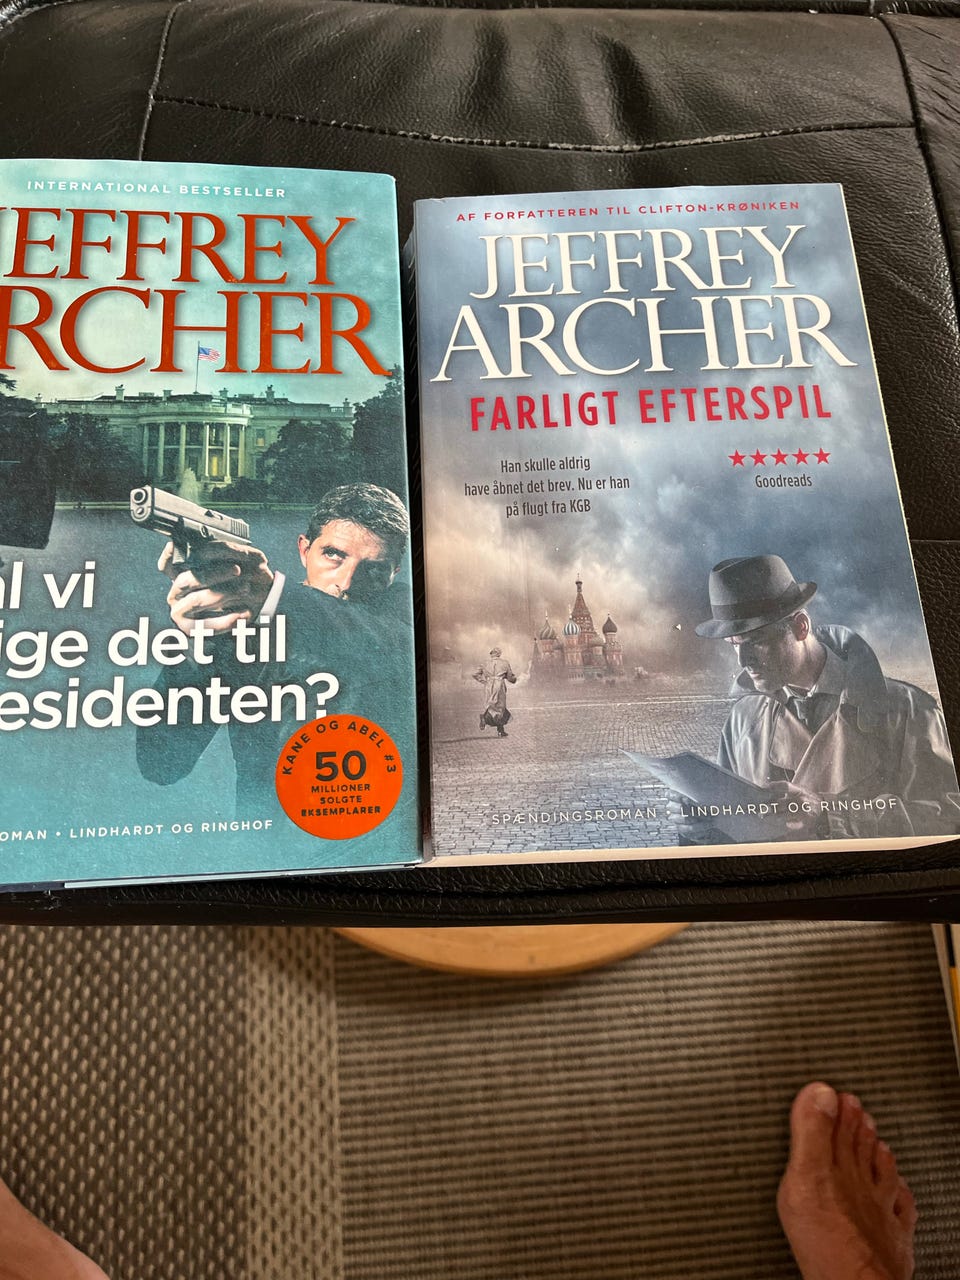 INTERNATIONAL BESTSELLER
JEFFREY
RCHER
al vi
ige det til
esidenten?
KANE OG ABEL #3
50
MILLIONER
SOLGTE
EKSEMPLARER
OMAN • LINDHARDT OG RINGHOF
AF FORFATTEREN TIL CLIFTON-KRØNIKEN
JEFFREY
ARCHER
FARLIGT EFTERSPIL
Han skulle aldrig
have åbnet det brev. Nu er han
på flugt fra KGB
★★★★★
Goodreads
SPÆNDINGSROMAN • LINDHARDT OG RINGHOF